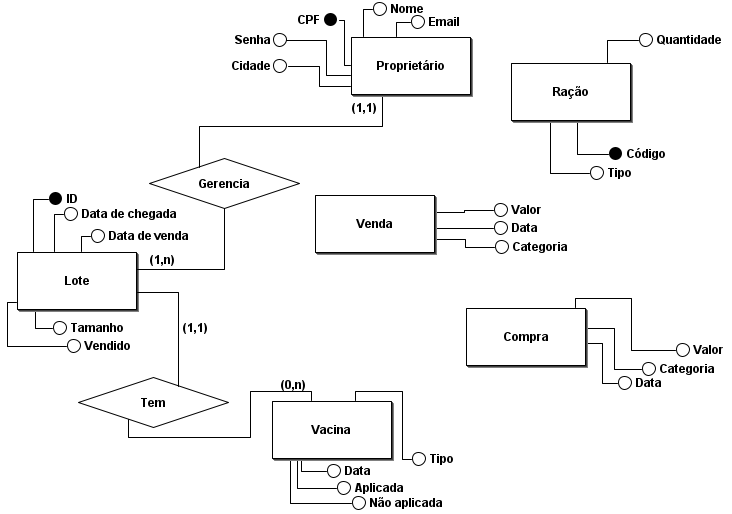 Nome
CPF
Email
Senha
Cidade
Proprietário
Quantidade
Ração
(1,1)
Código
Tipo
Gerencia
ID
Data de chegada
Data de venda
(1,n)
Lote
Venda
Valor
Data
Categoria
Tamanho
Vendido
(1,1)
Compra
Valor
Categoria
Data
(0,n)
Tem
Vacina
Tipo
Data
Aplicada
Não aplicada